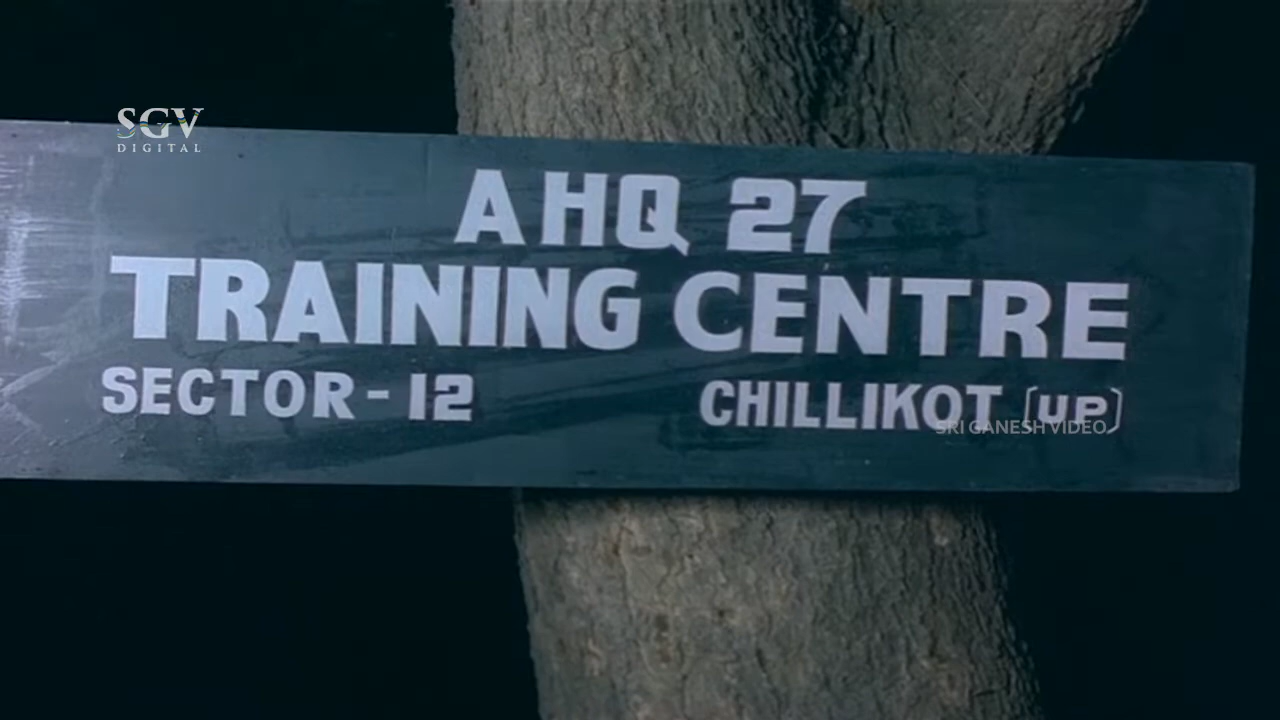 SGV
DIGITAL
AHQ 27
TRAINING CENTRE
SECTOR-12 CHILLIKOT (UP)
SRI GANESH VIDEO